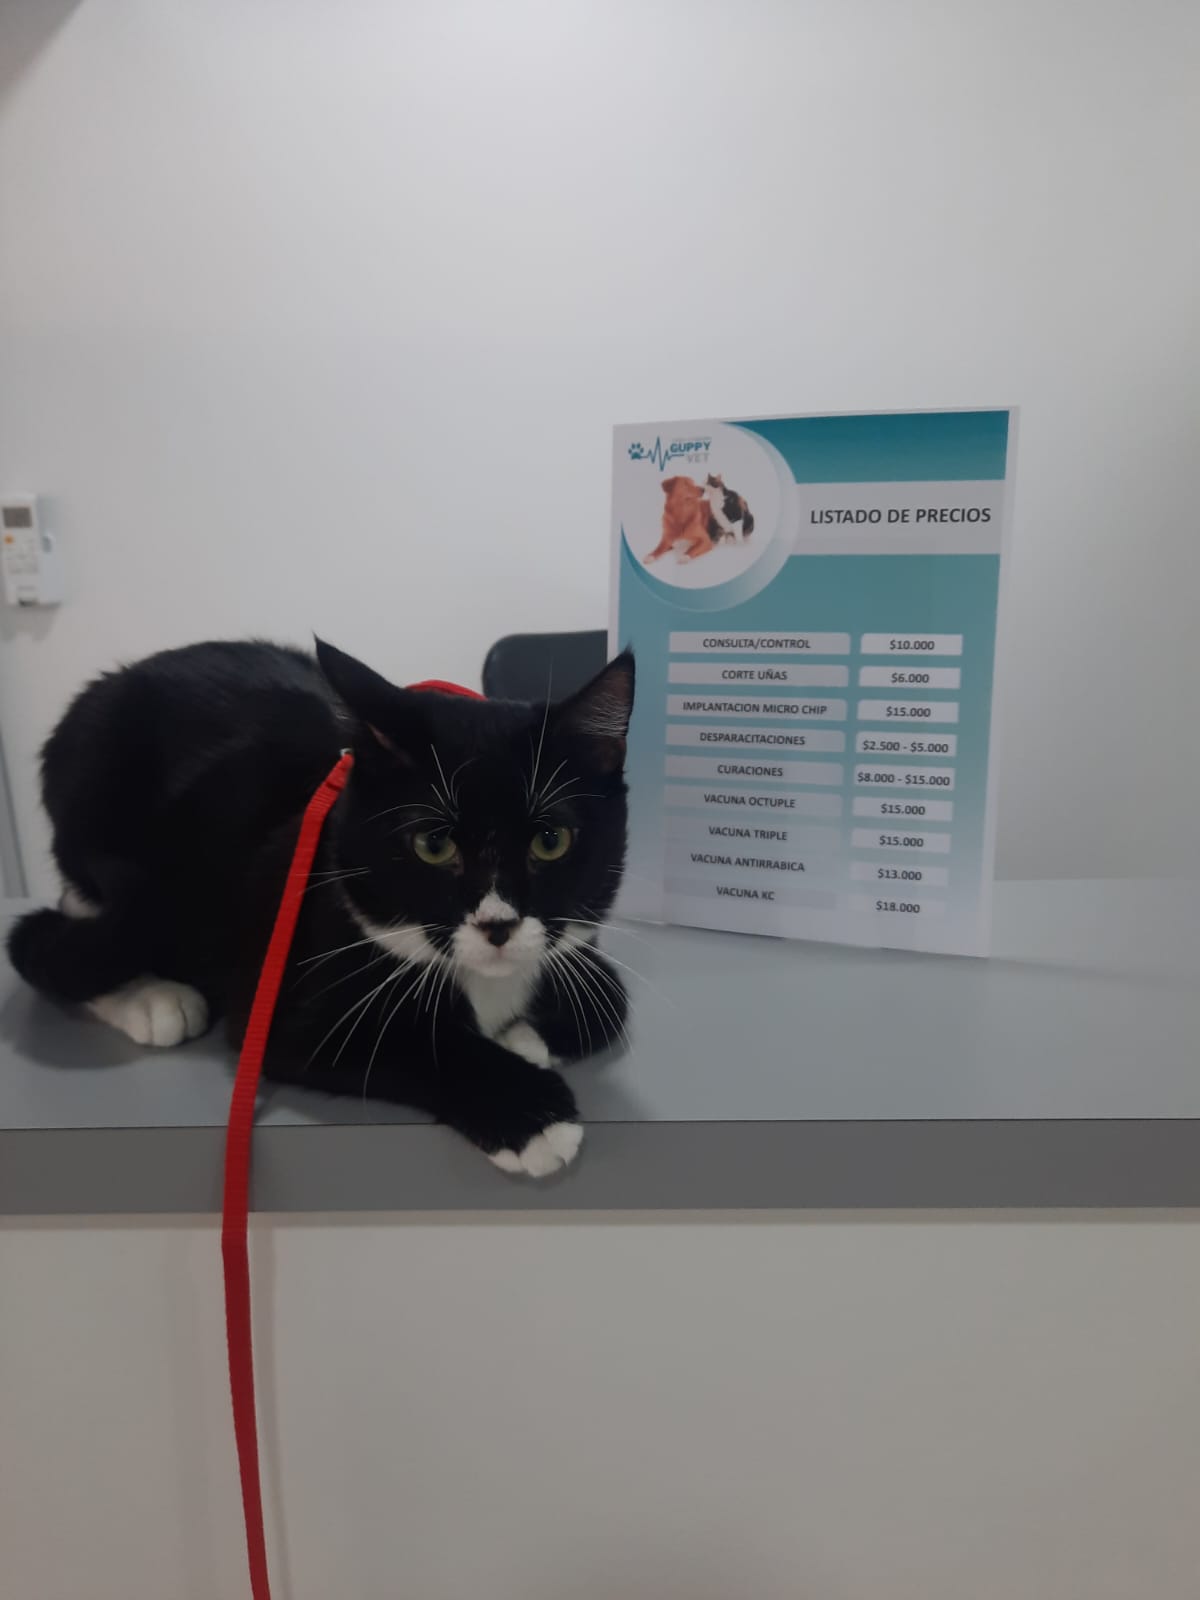 GUPPY
VET
LISTADO DE PRECIOS
CONSULTA/CONTROL $10.000
CORTE UÑAS $6.000
IMPLANTACION MICRO CHIP $15.000
DESPARACITACIONES $2.500 - $5.000
CURACIONES $8.000 - $15.000
VACUNA OCTUPLE $15.000
VACUNA TRIPLE $15.000
VACUNA ANTIRRABICA $13.000
VACUNA KC $18.000